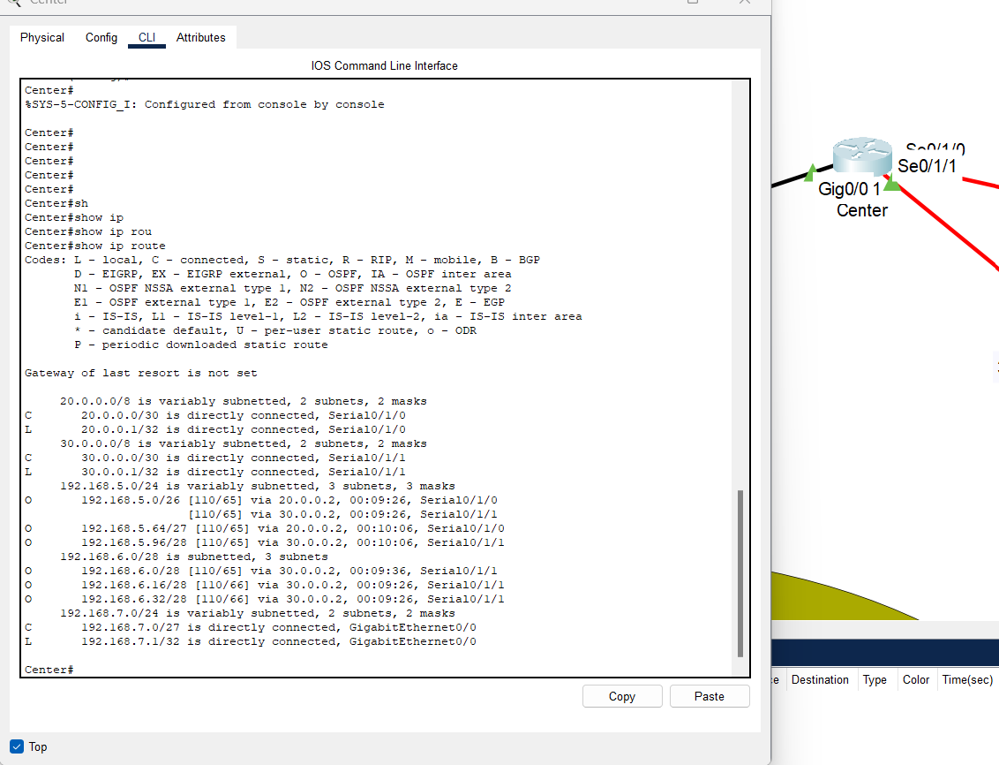 Center
Physical Config CLI Attributes
IOS Command Line Interface
Center#
%SYS-5-CONFIG_I: Configured from console by console
Center#
Center#
Center#
Center#
Center#
Center#sh
Center#show ip
Center#show ip rou
Center#show ip route
Codes: L - local, C - connected, S - static, R - RIP, M - mobile, B - BGP
D - EIGRP, EX - EIGRP external, O - OSPF, IA - OSPF inter area
N1 - OSPF NSSA external type 1, N2 - OSPF NSSA external type 2
E1 - OSPF external type 1, E2 - OSPF external type 2, E - EGP
i - IS-IS, L1 - IS-IS level-1, L2 - IS-IS level-2, ia - IS-IS inter area
* - candidate default, U - per-user static route, o - ODR
P - periodic downloaded static route
Gateway of last resort is not set
20.0.0.0/8 is variably subnetted, 2 subnets, 2 masks
C 20.0.0.0/30 is directly connected, Serial0/1/0
L 20.0.0.1/32 is directly connected, Serial0/1/0
30.0.0.0/8 is variably subnetted, 2 subnets, 2 masks
C 30.0.0.0/30 is directly connected, Serial0/1/1
L 30.0.0.1/32 is directly connected, Serial0/1/1
192.168.5.0/24 is variably subnetted, 3 subnets, 3 masks
O 192.168.5.0/26 [110/65] via 20.0.0.2, 00:09:26, Serial0/1/0
[110/65] via 30.0.0.2, 00:09:26, Serial0/1/1
O 192.168.5.64/27 [110/65] via 20.0.0.2, 00:10:06, Serial0/1/0
O 192.168.5.96/28 [110/65] via 30.0.0.2, 00:10:06, Serial0/1/1
192.168.6.0/28 is subnetted, 3 subnets
O 192.168.6.0/28 [110/65] via 30.0.0.2, 00:09:36, Serial0/1/1
O 192.168.6.16/28 [110/66] via 30.0.0.2, 00:09:26, Serial0/1/1
O 192.168.6.32/28 [110/66] via 30.0.0.2, 00:09:26, Serial0/1/1
192.168.7.0/24 is variably subnetted, 2 subnets, 2 masks
C 192.168.7.0/27 is directly connected, GigabitEthernet0/0
L 192.168.7.1/32 is directly connected, GigabitEthernet0/0
Center#
Copy Paste
Top
Se0/1/0
Se0/1/1
Gig0/0 1
Center
Destination Type Color Time(sec)